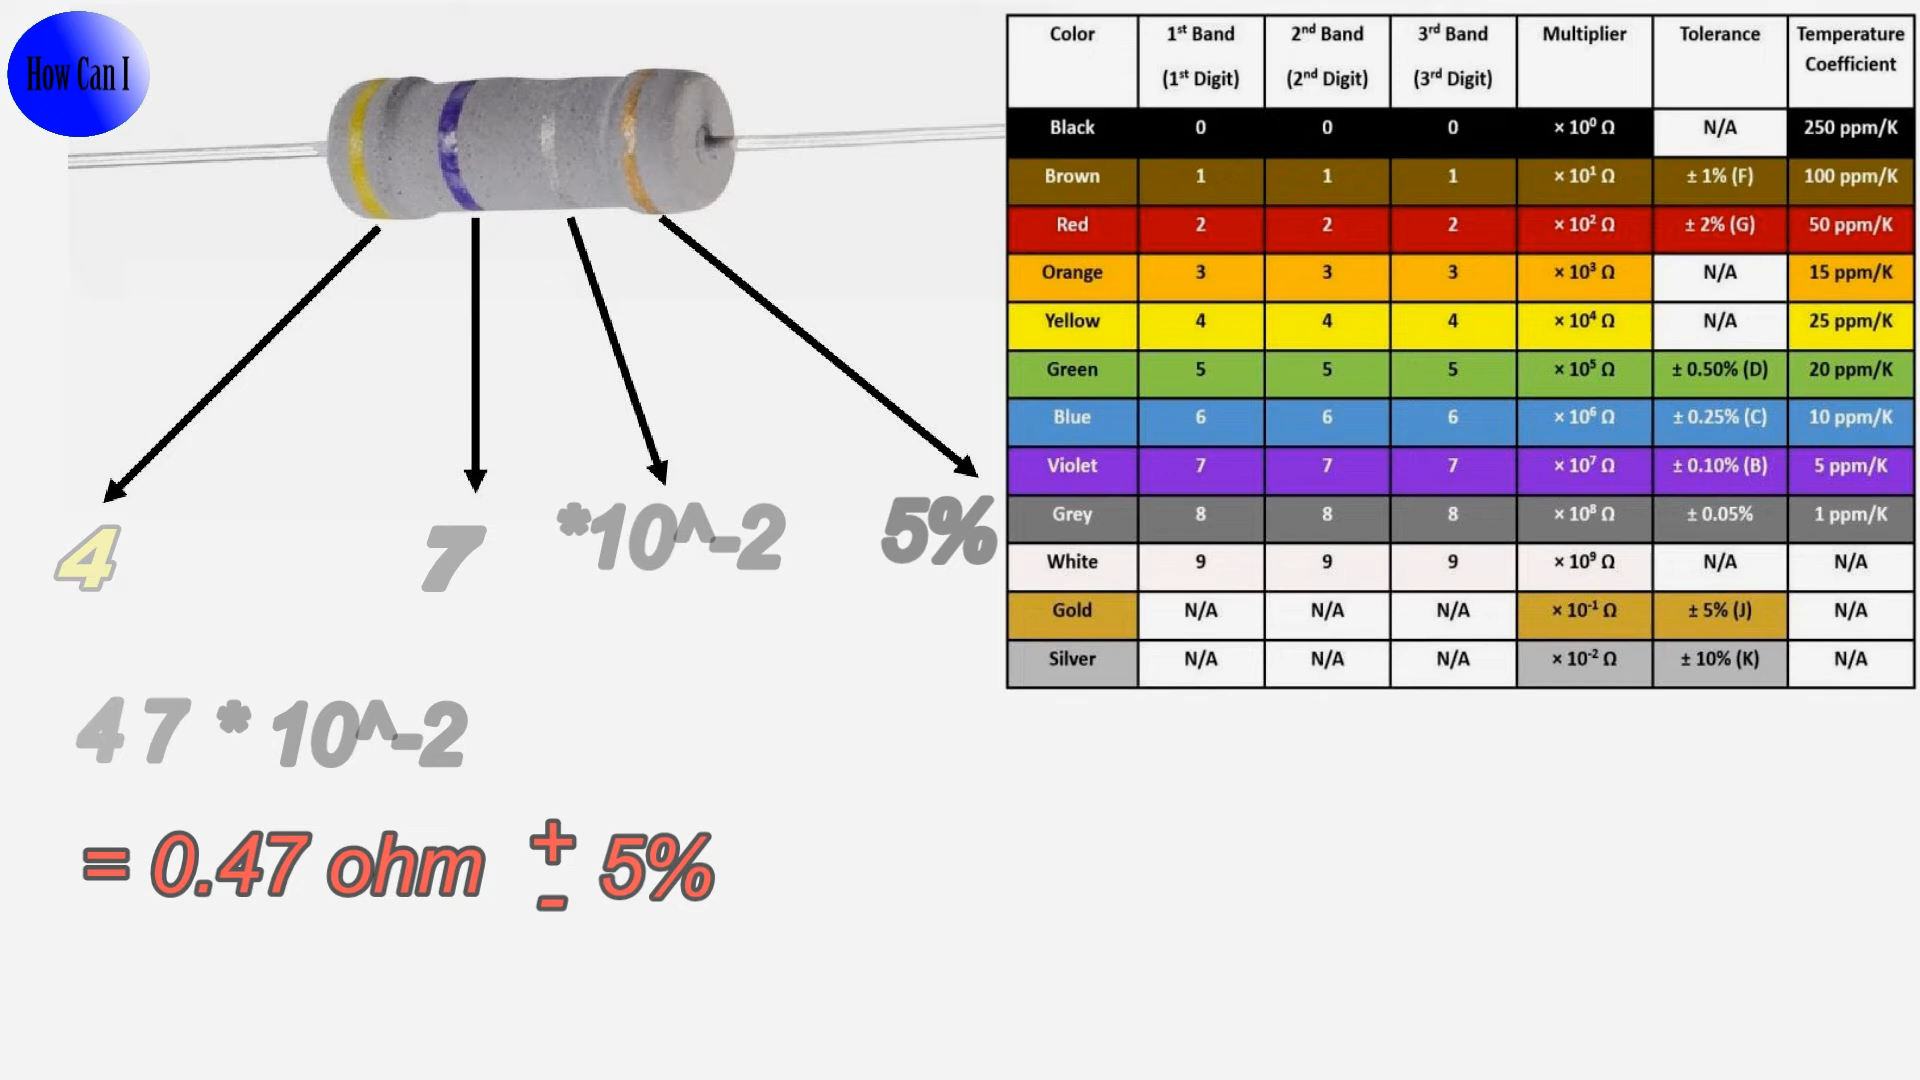 How Can I
Color 1st Band (1st Digit) 2nd Band (2nd Digit) 3rd Band (3rd Digit) Multiplier Tolerance Temperature Coefficient
Black 0 0 0 × 10⁰ Ω N/A 250 ppm/K
Brown 1 1 1 × 10¹ Ω ± 1% (F) 100 ppm/K
Red 2 2 2 × 10² Ω ± 2% (G) 50 ppm/K
Orange 3 3 3 × 10³ Ω N/A 15 ppm/K
Yellow 4 4 4 × 10⁴ Ω N/A 25 ppm/K
Green 5 5 5 × 10⁵ Ω ± 0.50% (D) 20 ppm/K
Blue 6 6 6 × 10⁶ Ω ± 0.25% (C) 10 ppm/K
Violet 7 7 7 × 10⁷ Ω ± 0.10% (B) 5 ppm/K
Grey 8 8 8 × 10⁸ Ω ± 0.05% 1 ppm/K
White 9 9 9 × 10⁹ Ω N/A N/A
Gold N/A N/A N/A × 10⁻¹ Ω ± 5% (J) N/A
Silver N/A N/A N/A × 10⁻² Ω ± 10% (K) N/A
4 7 *10^-2 5%
4 7 * 10^-2
= 0.47 ohm +- 5%